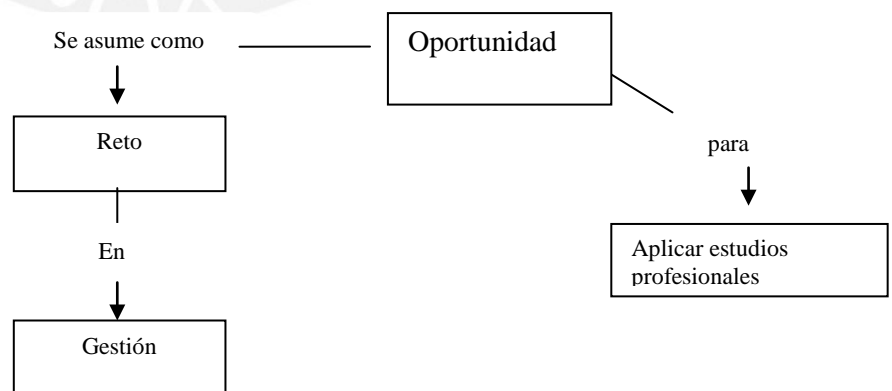 Se asume como
Oportunidad
Reto
para
En
Aplicar estudios
profesionales
Gestión